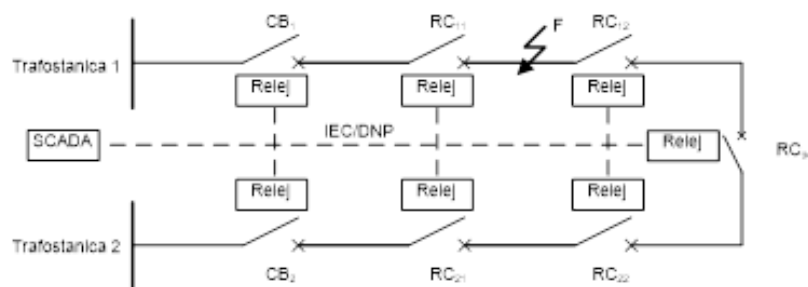 CB₁
RC₁₁
F
RC₁₂
Trafostanica 1
Relej
Relej
Relej
SCADA
IEC/DNP
Relej
Relej
Relej
Relej
Trafostanica 2
CB₂
RC₂₁
RC₂₂